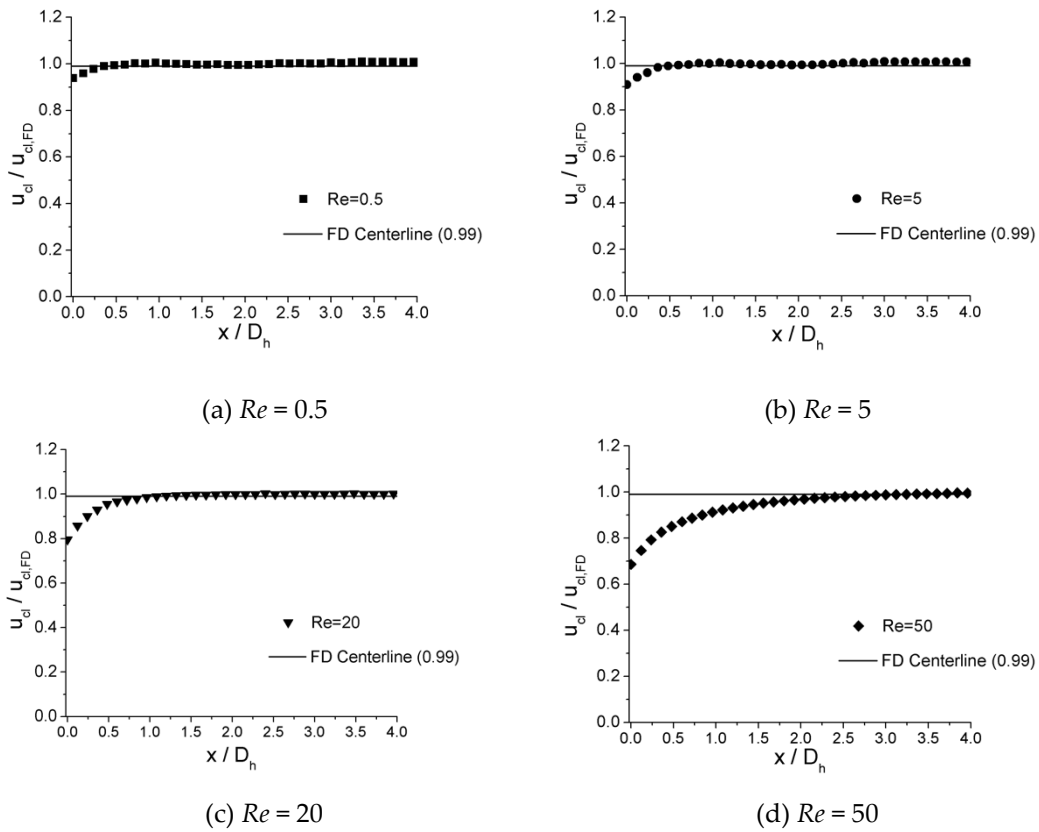 1.2
1.0
0.8
0.6
0.4
0.2
0.0
u_cl / u_cl,FD
Re=0.5
FD Centerline (0.99)
0.0 0.5 1.0 1.5 2.0 2.5 3.0 3.5 4.0
x / D_h
(a) Re = 0.5
1.2
1.0
0.8
0.6
0.4
0.2
0.0
u_cl / u_cl,FD
Re=5
FD Centerline (0.99)
0.0 0.5 1.0 1.5 2.0 2.5 3.0 3.5 4.0
x / D_h
(b) Re = 5
1.2
1.0
0.8
0.6
0.4
0.2
0.0
u_cl / u_cl,FD
Re=20
FD Centerline (0.99)
0.0 0.5 1.0 1.5 2.0 2.5 3.0 3.5 4.0
x / D_h
(c) Re = 20
1.2
1.0
0.8
0.6
0.4
0.2
0.0
u_cl / u_cl,FD
Re=50
FD Centerline (0.99)
0.0 0.5 1.0 1.5 2.0 2.5 3.0 3.5 4.0
x / D_h
(d) Re = 50